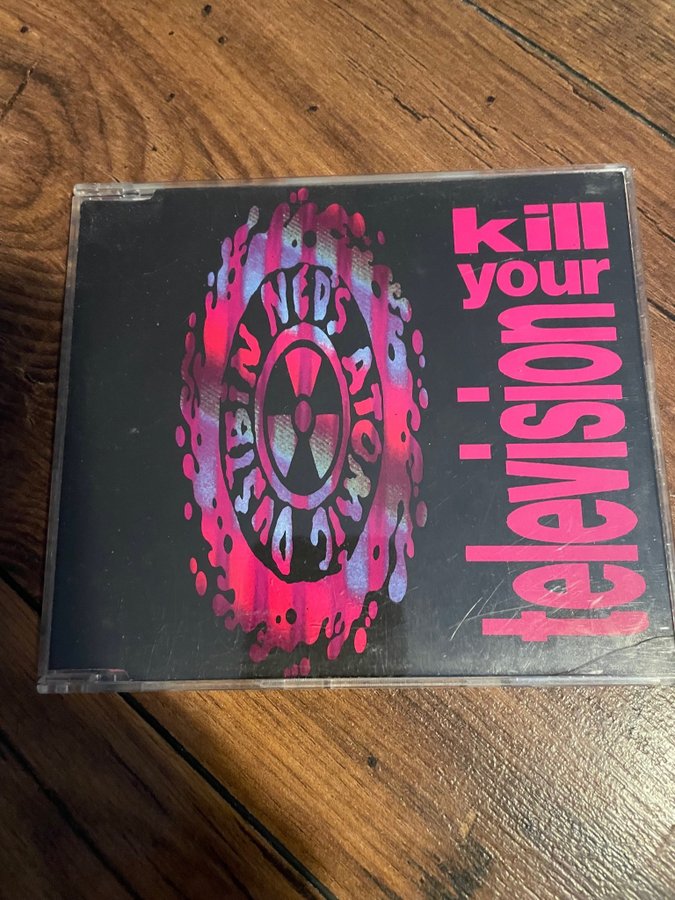 NED'S ATOMIC DUSTBIN
kill
your
television